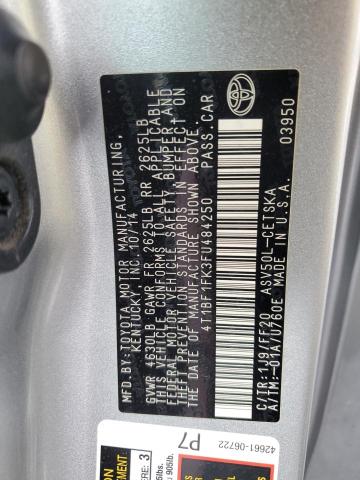 TOYOTA MOTOR MANUFACTURING,
KENTUCKY, INC. 10/14
GVWR 4630LB GAWR FR 2625LB RR 2625LB
THIS VEHICLE CONFORMS TO ALL APPLICABLE
FEDERAL MOTOR VEHICLE SAFETY, BUMPER AND
THEFT PREVENTION STANDARDS IN EFFECT ON
THE DATE OF MANUFACTURE SHOWN ABOVE.
4T1BF1FK3FU484250 PASS.CAR
C/TR:1J9/FF20 ASV50L-CETSKA
A/TM:-01A/U760E MADE IN U.S.A.
03950
42661-06722
P7